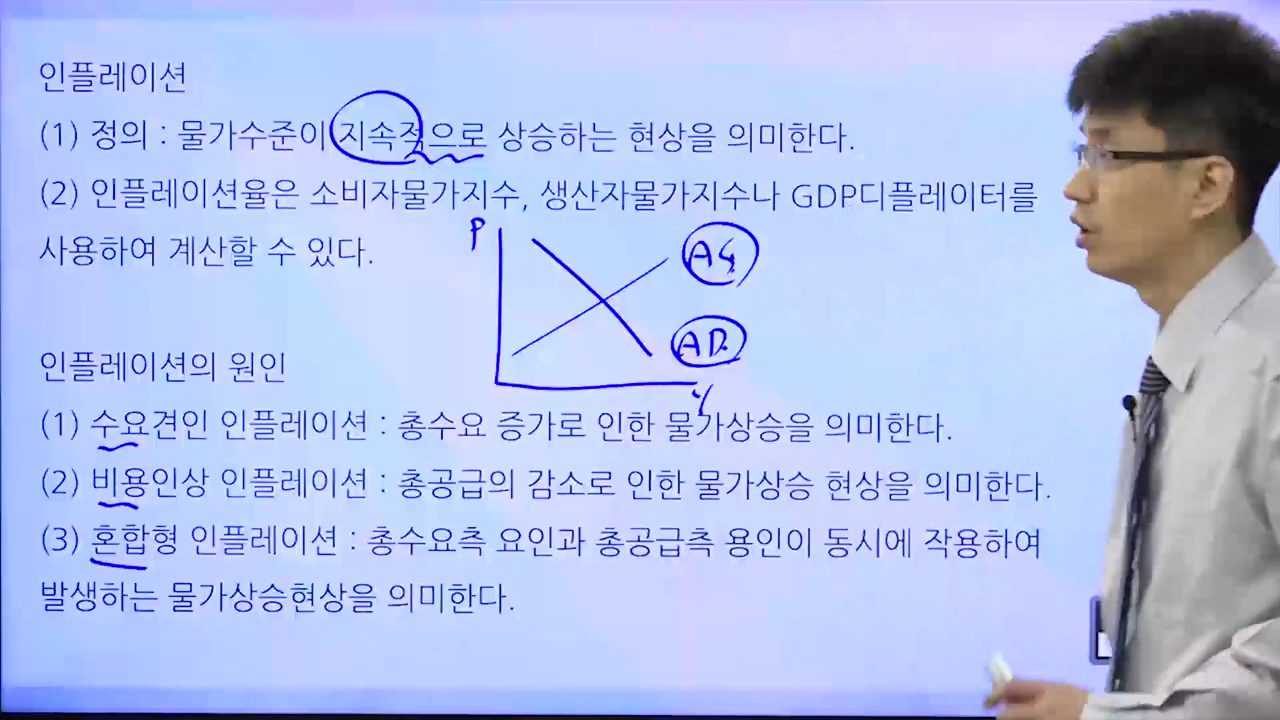 인플레이션
(1) 정의 : 물가수준이 지속적으로 상승하는 현상을 의미한다.
(2) 인플레이션율은 소비자물가지수, 생산자물가지수나 GDP디플레이터를
사용하여 계산할 수 있다.
P
AS
AD
Y
인플레이션의 원인
(1) 수요견인 인플레이션 : 총수요 증가로 인한 물가상승을 의미한다.
(2) 비용인상 인플레이션 : 총공급의 감소로 인한 물가상승 현상을 의미한다.
(3) 혼합형 인플레이션 : 총수요측 요인과 총공급측 용인이 동시에 작용하여
발생하는 물가상승현상을 의미한다.